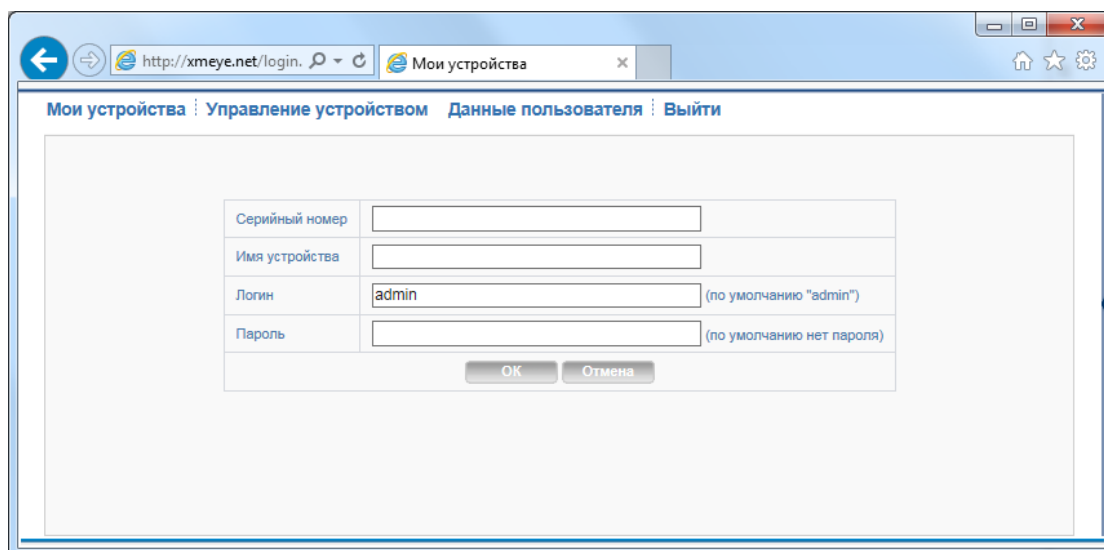 http://xmeye.net/login.
Мои устройства
Мои устройства Управление устройством Данные пользователя Выйти
Серийный номер
Имя устройства
Логин admin (по умолчанию "admin")
Пароль (по умолчанию нет пароля)
OK Отмена